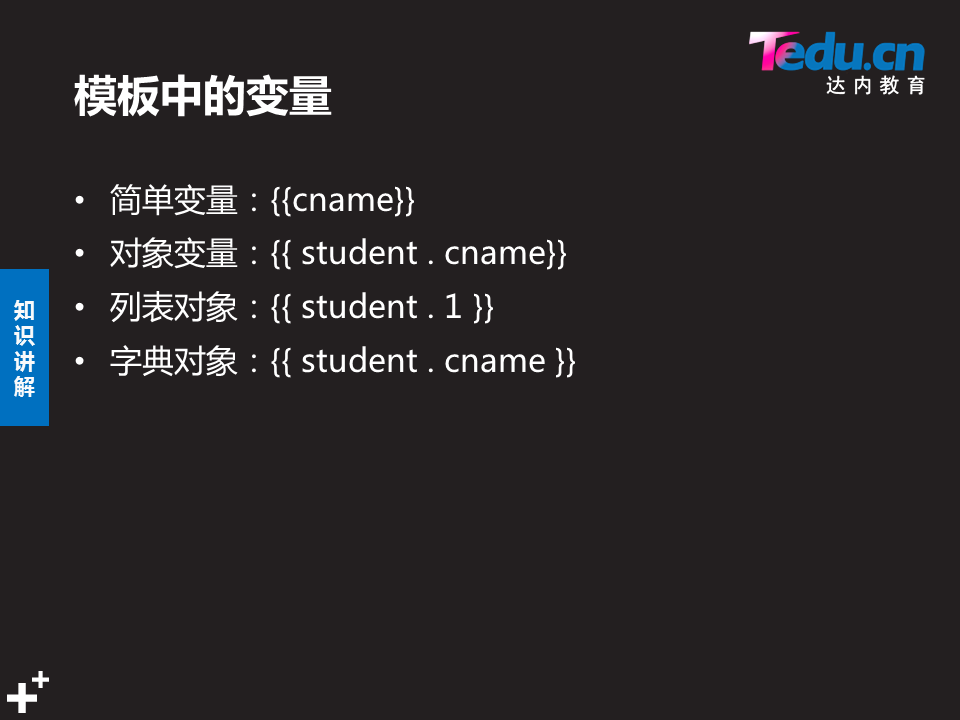 Tedu.cn
达内教育
模板中的变量
• 简单变量：{{cname}}
• 对象变量：{{ student . cname}}
• 列表对象：{{ student . 1 }}
• 字典对象：{{ student . cname }}
知
识
讲
解